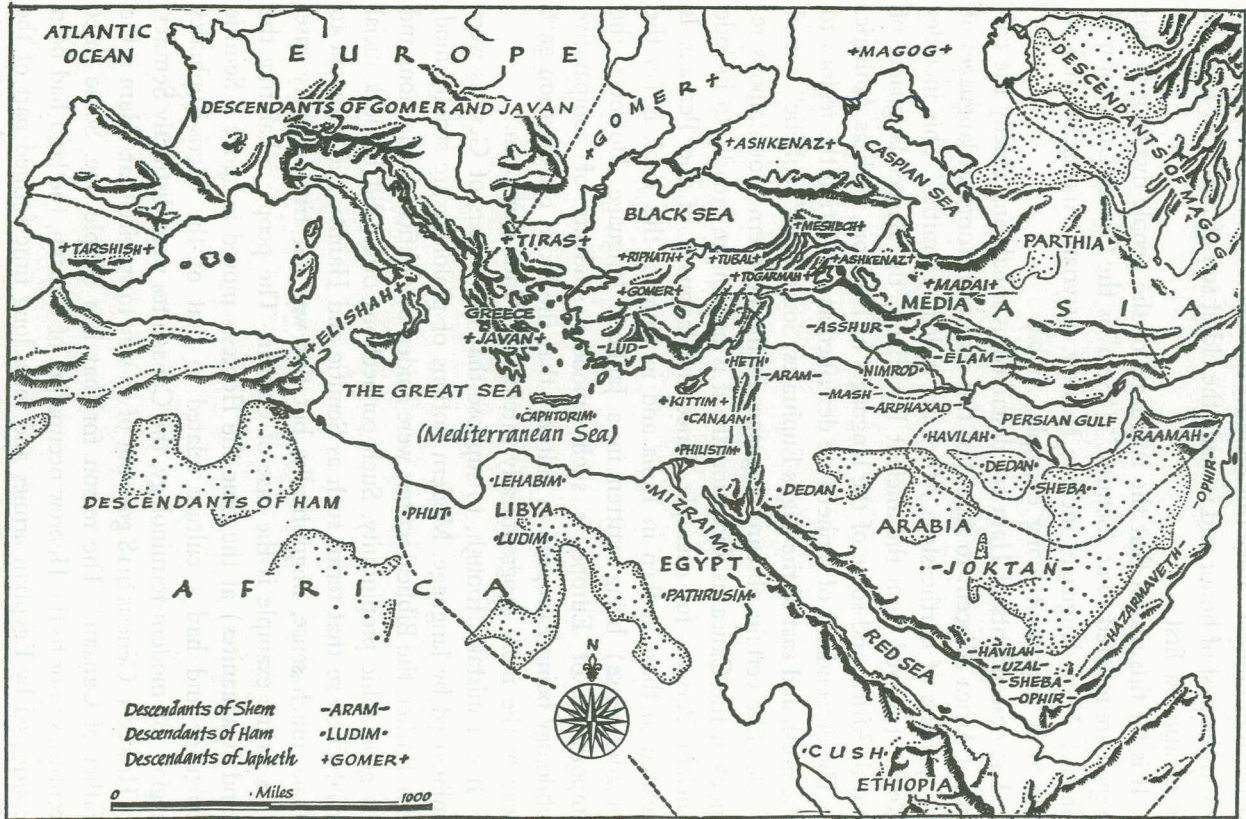 ATLANTIC
OCEAN
EUROPE
+MAGOG+
DESCENDANTS OF MAGOG
DESCENDANTS OF GOMER AND JAVAN
+GOMER+
+ASHKENAZ+
CASPIAN SEA
BLACK SEA
+MESHECH+
PARTHIA
+TARSHISH+
+TIRAS+
+RIPHATH+
+TUBAL+
+ASHKENAZ+
+TOGARMAH+
+GOMER+
+MADAI+
MEDIA
ASIA
+ELISHAH+
GREECE
+JAVAN+
-ASSHUR-
-LUD-
-ELAM-
•HETH•
-ARAM-
NIMROD•
THE GREAT SEA
-MASH-
+KITTIM+
-ARPHAXAD-
•CAPHTORIM•
•CANAAN•
PERSIAN GULF
(Mediterranean Sea)
•HAVILAH•
•RAAMAH•
•PHILISTIM•
•DEDAN•
-OPHIR-
•LEHABIM•
•DEDAN•
•SHEBA•
•MIZRAIM•
DESCENDANTS OF HAM
•PHUT•
LIBYA
ARABIA
•LUDIM•
EGYPT
-JOKTAN-
AFRICA
•PATHRUSIM•
-HAZARMAVETH-
RED SEA
-HAVILAH-
N
-UZAL-
-SHEBA-
-OPHIR-
Descendants of Shem -ARAM-
Descendants of Ham •LUDIM•
Descendants of Japheth +GOMER+
•CUSH•
ETHIOPIA
0 • Miles 1000